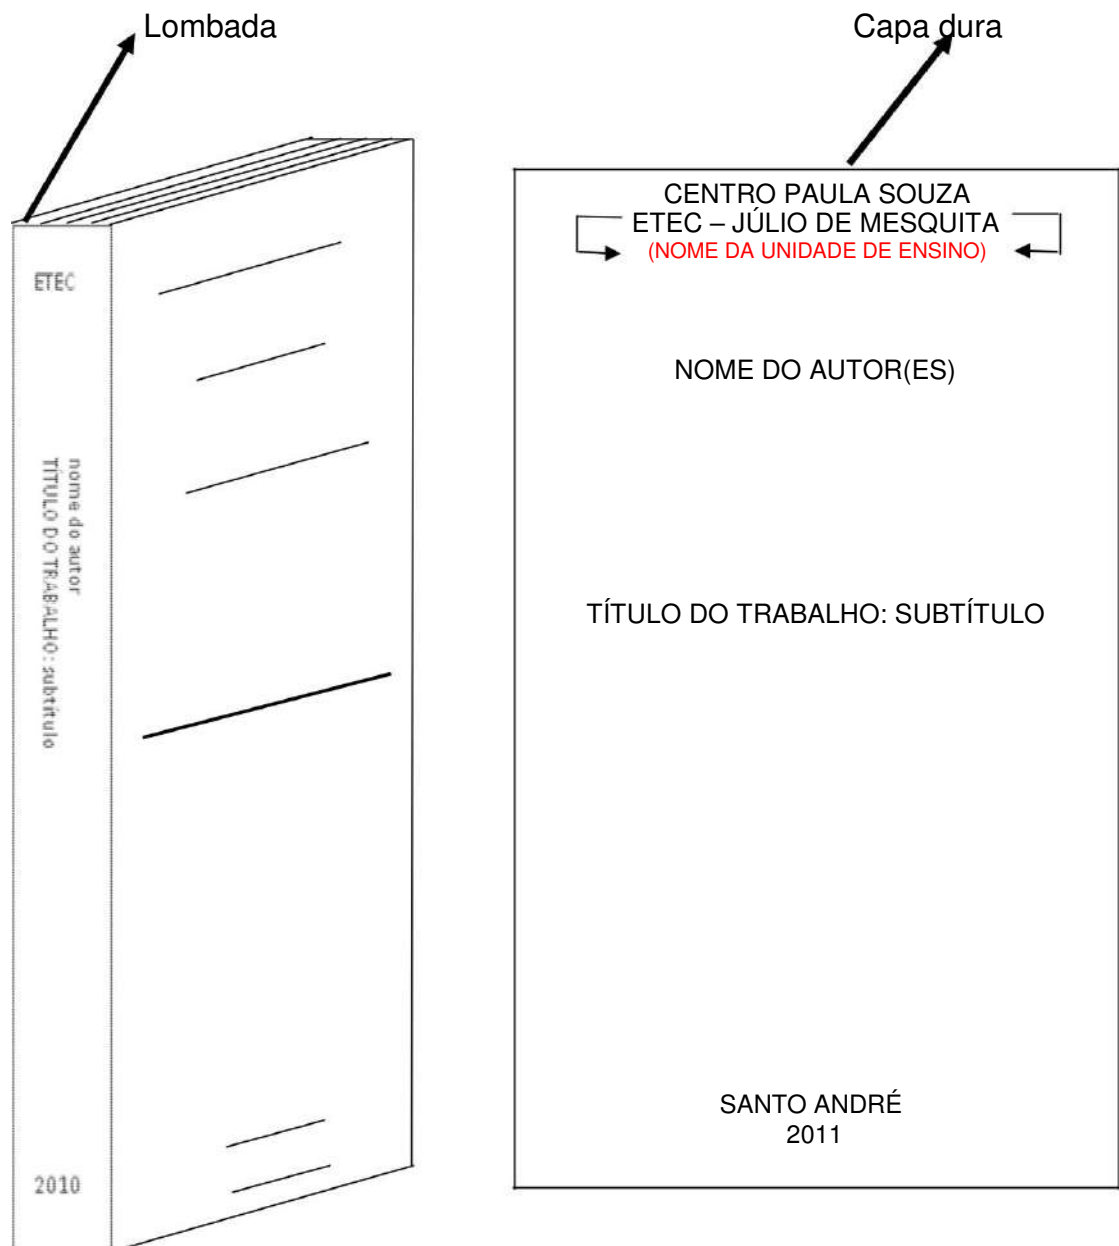 Lombada
ETEC
nome do autor
TÍTULO DO TRABALHO: subtítulo
2010
Capa dura
CENTRO PAULA SOUZA
ETEC – JÚLIO DE MESQUITA
(NOME DA UNIDADE DE ENSINO)
NOME DO AUTOR(ES)
TÍTULO DO TRABALHO: SUBTÍTULO
SANTO ANDRÉ
2011